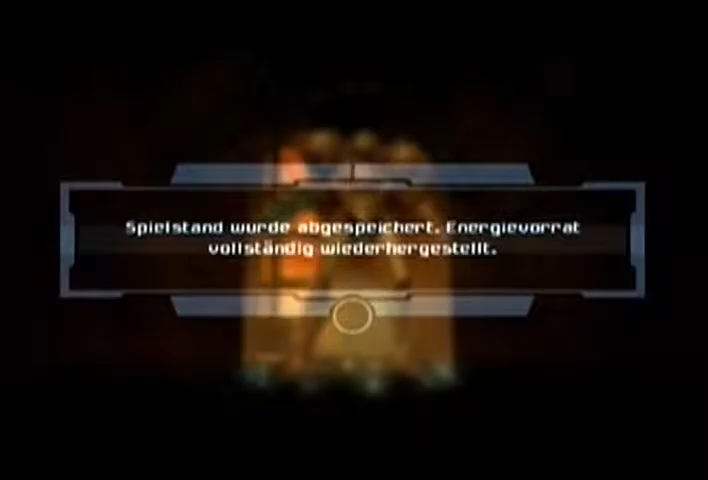 Spielstand wurde abgespeichert. Energievorrat
vollständig wiederhergestellt.